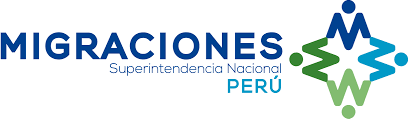 MIGRACIONES
Superintendencia Nacional
PERÚ